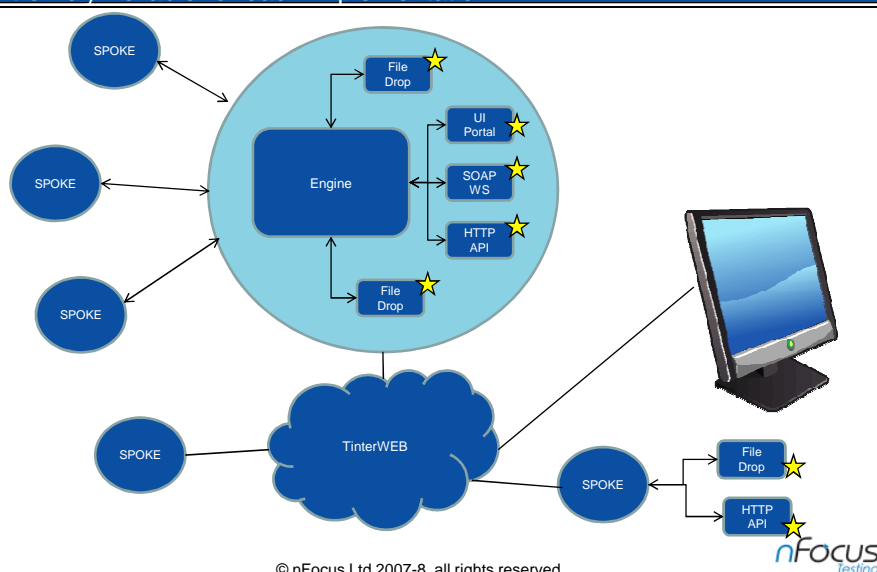 SPOKE
File
Drop
UI
Portal
SPOKE
Engine
SOAP
WS
HTTP
API
File
Drop
SPOKE
SPOKE
TinterWEB
SPOKE
File
Drop
HTTP
API
© nFocus Ltd 2007-8, all rights reserved
nFocus
Testing